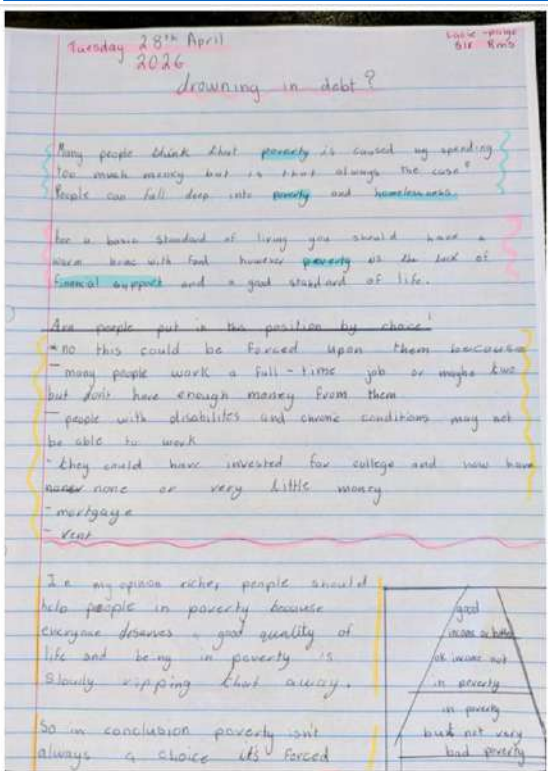 Tuesday 28th April
2026
Lacie-paige
SIE Rm5
drowning in debt?
Many people think that poverty is caused by spending
too much money but is that always the case?
People can fall deep into poverty and homelessness.
For a basic standard of living you should have a
warm home with food however poverty is the lack of
financial support and a good standard of life.
Are people put in this position by choice?
*no this could be forced upon them because
- many people work a full-time job or maybe two
but don't have enough money from them
- people with disabilites and chronic conditions may not
be able to work
- they could have invested for college and now have
none or very little money
- mortgage
- rent
In my opinion richer people should
help people in poverty because
everyone deserves a good quality of
life and being in poverty is
slowly ripping that away.
So in conclusion poverty isn't
always a choice it's forced
good
income or better
ok income not
in poverty
in poverty
but not very
bad poverty